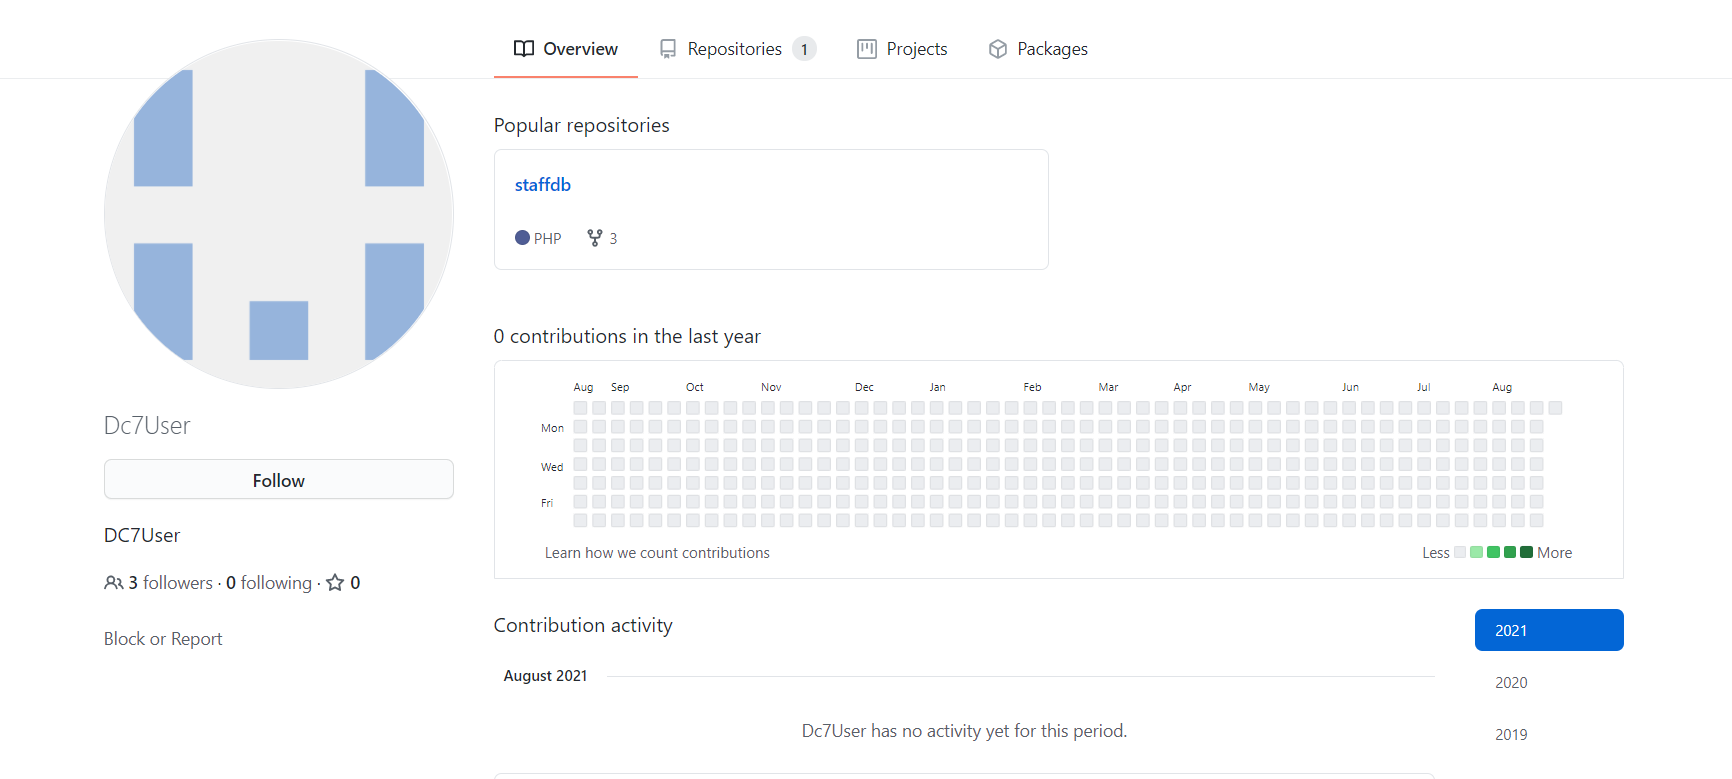 Overview Repositories 1 Projects Packages
Popular repositories
staffdb
PHP 3
0 contributions in the last year
Aug Sep Oct Nov Dec Jan Feb Mar Apr May Jun Jul Aug
Mon
Wed
Fri
Learn how we count contributions
Less More
Dc7User
Follow
DC7User
3 followers · 0 following · 0
Block or Report
Contribution activity
2021
2020
2019
August 2021
Dc7User has no activity yet for this period.